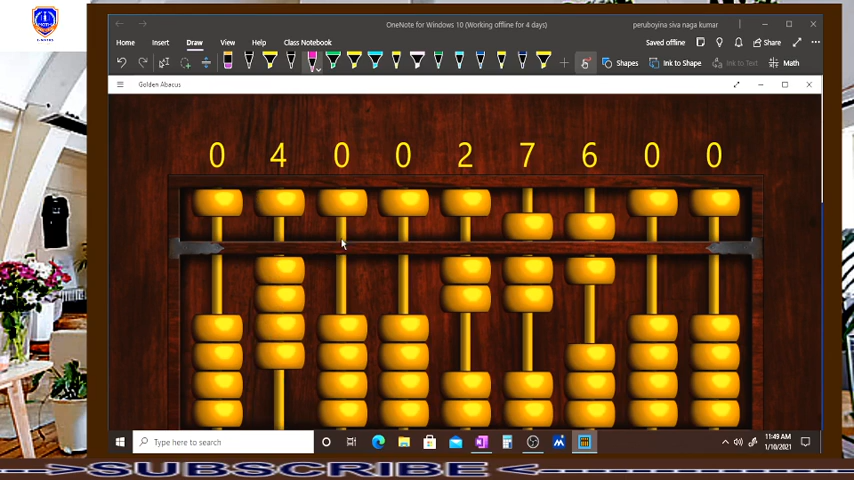 OneNote for Windows 10 (Working offline for 4 days)
peruboyina siva naga kumar
Home Insert Draw View Help Class Notebook
Saved offline Share
Shapes Ink to Shape Ink to Text Math
Golden Abacus
0 4 0 0 2 7 6 0 0
Type here to search
11:49 AM
1/10/2021
SUBSCRIBE